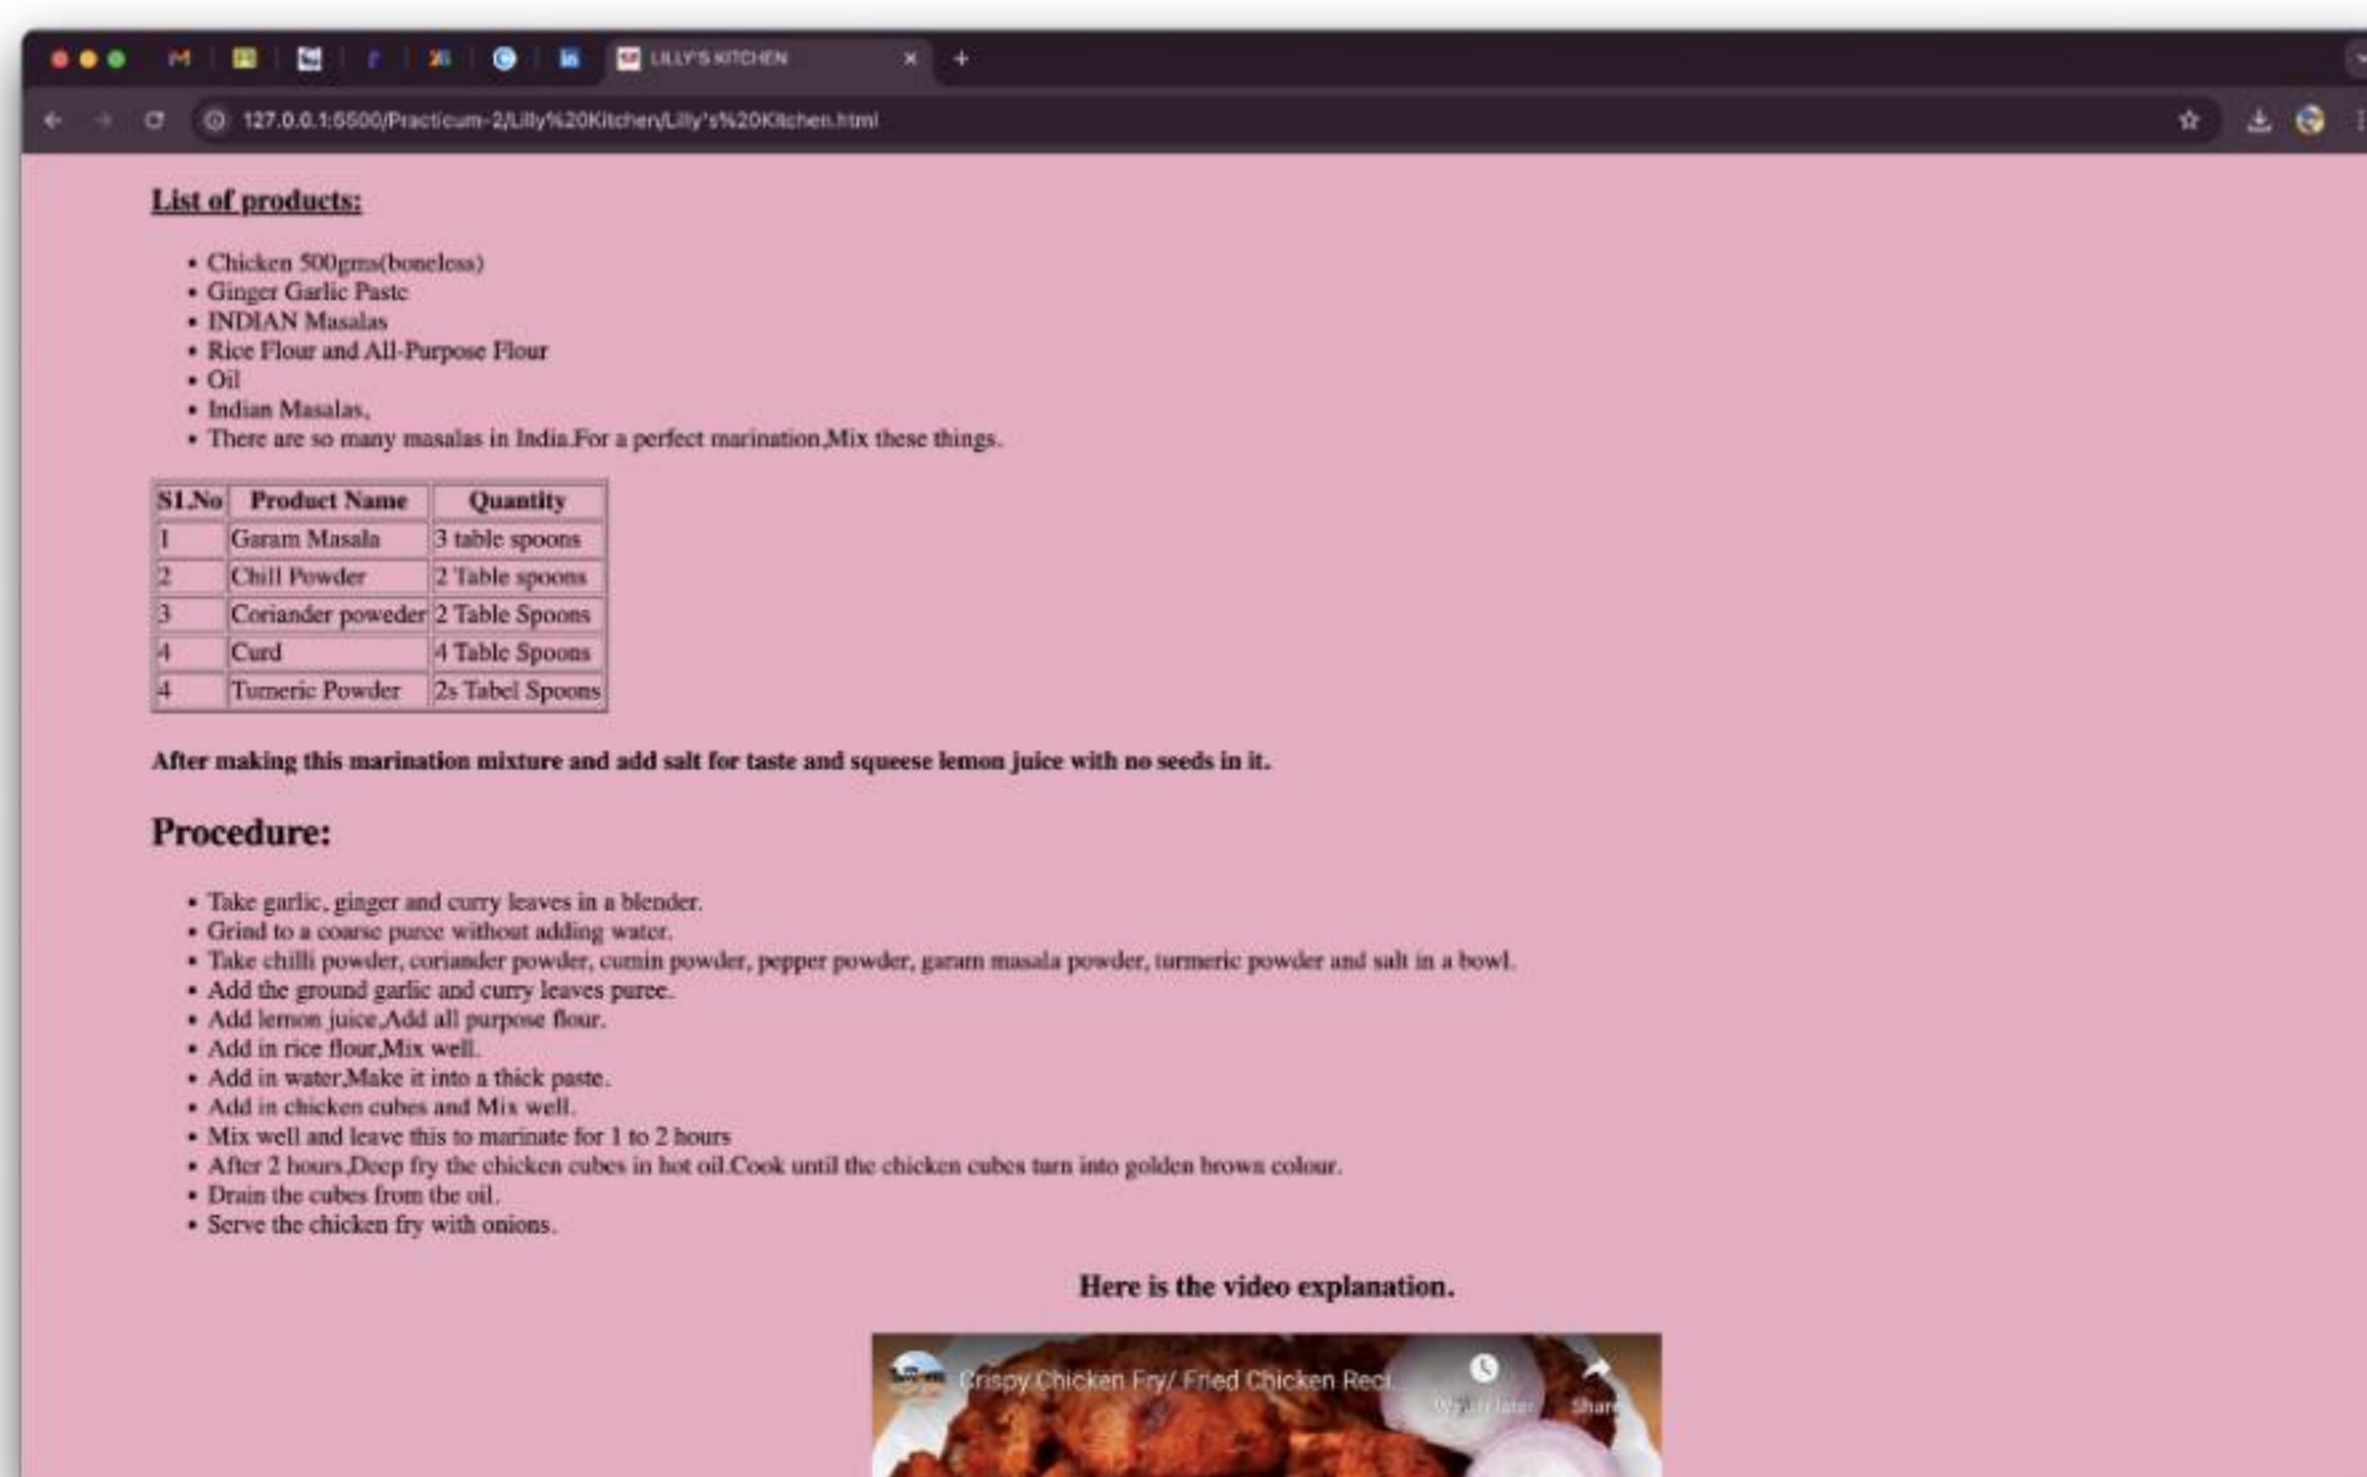 LILLY'S KITCHEN
127.0.0.1:5500/Practicum-2/Lilly%20Kitchen/Lilly's%20Kitchen.html
List of products:
• Chicken 500gms(boneless)
• Ginger Garlic Paste
• INDIAN Masalas
• Rice Flour and All-Purpose Flour
• Oil
• Indian Masalas,
• There are so many masalas in India.For a perfect marination,Mix these things.
S1.No Product Name Quantity
1 Garam Masala 3 table spoons
2 Chill Powder 2 Table spoons
3 Coriander poweder 2 Table Spoons
4 Curd 4 Table Spoons
4 Tumeric Powder 2s Tabel Spoons
After making this marination mixture and add salt for taste and squeese lemon juice with no seeds in it.
Procedure:
• Take garlic, ginger and curry leaves in a blender.
• Grind to a coarse puree without adding water.
• Take chilli powder, coriander powder, cumin powder, pepper powder, garam masala powder, turmeric powder and salt in a bowl.
• Add the ground garlic and curry leaves puree.
• Add lemon juice,Add all purpose flour.
• Add in rice flour,Mix well.
• Add in water,Make it into a thick paste.
• Add in chicken cubes and Mix well.
• Mix well and leave this to marinate for 1 to 2 hours
• After 2 hours,Deep fry the chicken cubes in hot oil.Cook until the chicken cubes turn into golden brown colour.
• Drain the cubes from the oil.
• Serve the chicken fry with onions.
Here is the video explanation.
Crispy Chicken Fry/ Fried Chicken Reci...
Watch later Share